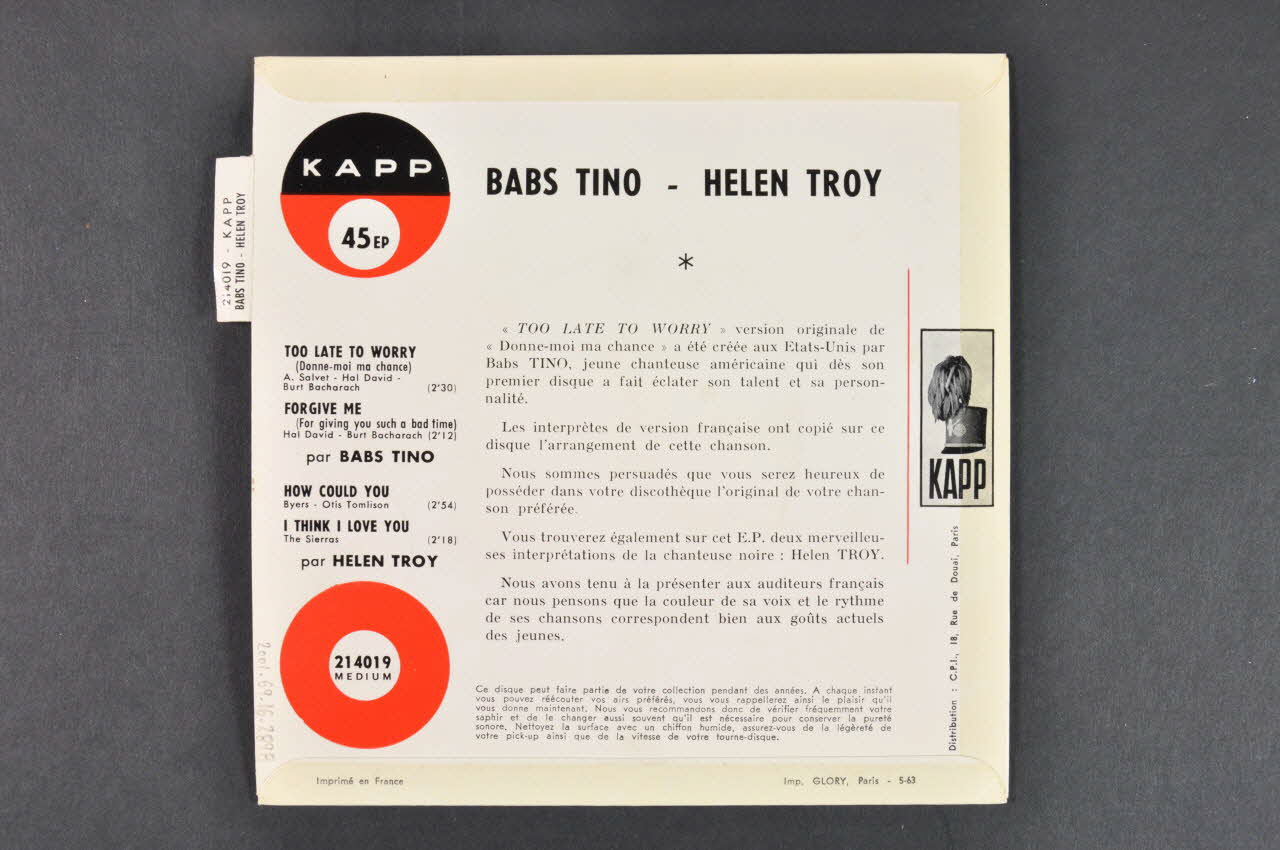 KAPP
45 EP
214019 - KAPP
BABS TINO - HELEN TROY
BABS TINO - HELEN TROY
*
TOO LATE TO WORRY
(Donne-moi ma chance)
A. Salvet - Hal David -
Burt Bacharach (2'30)
FORGIVE ME
(For giving you such a bad time)
Hal David - Burt Bacharach (2'12)
par BABS TINO
HOW COULD YOU
Byers - Otis Tomlison (2'54)
I THINK I LOVE YOU
The Sierras (2'18)
par HELEN TROY
214019
MEDIUM
« TOO LATE TO WORRY » version originale de
« Donne-moi ma chance » a été créée aux Etats-Unis par
Babs TINO, jeune chanteuse américaine qui dès son
premier disque a fait éclater son talent et sa person-
nalité.
Les interprètes de version française ont copié sur ce
disque l'arrangement de cette chanson.
Nous sommes persuadés que vous serez heureux de
posséder dans votre discothèque l'original de votre chan-
son préférée.
Vous trouverez également sur cet E.P. deux merveilleu-
ses interprétations de la chanteuse noire : Helen TROY.
Nous avons tenu à la présenter aux auditeurs français
car nous pensons que la couleur de sa voix et le rythme
de ses chansons correspondent bien aux goûts actuels
des jeunes.
Ce disque peut faire partie de votre collection pendant des années. A chaque instant
vous pouvez réécouter vos airs préférés, vous vous rappellerez ainsi le plaisir qu'il
vous donne maintenant. Nous vous recommandons donc de vérifier fréquemment votre
saphir et de le changer aussi souvent qu'il est nécessaire pour conserver la pureté
sonore. Nettoyez la surface avec un chiffon humide, assurez-vous de la légèreté de
votre pick-up ainsi que de la vitesse de votre tourne-disque.
KAPP
Distribution : C.P.I., 18, Rue de Douai, Paris
Imprimé en France
Imp. GLORY, Paris - 5-63